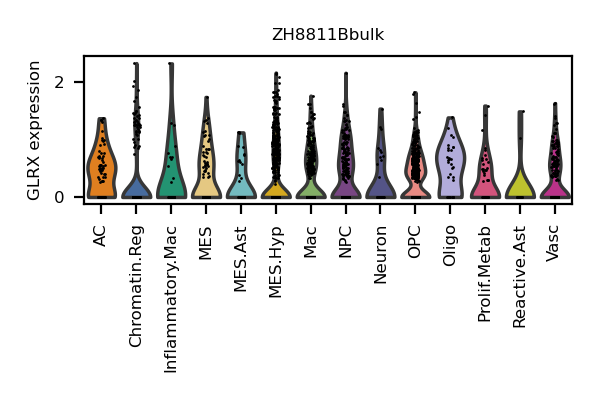 ZH8811Bbulk
GLRX expression
2
0
AC
Chromatin.Reg
Inflammatory.Mac
MES
MES.Ast
MES.Hyp
Mac
NPC
Neuron
OPC
Oligo
Prolif.Metab
Reactive.Ast
Vasc